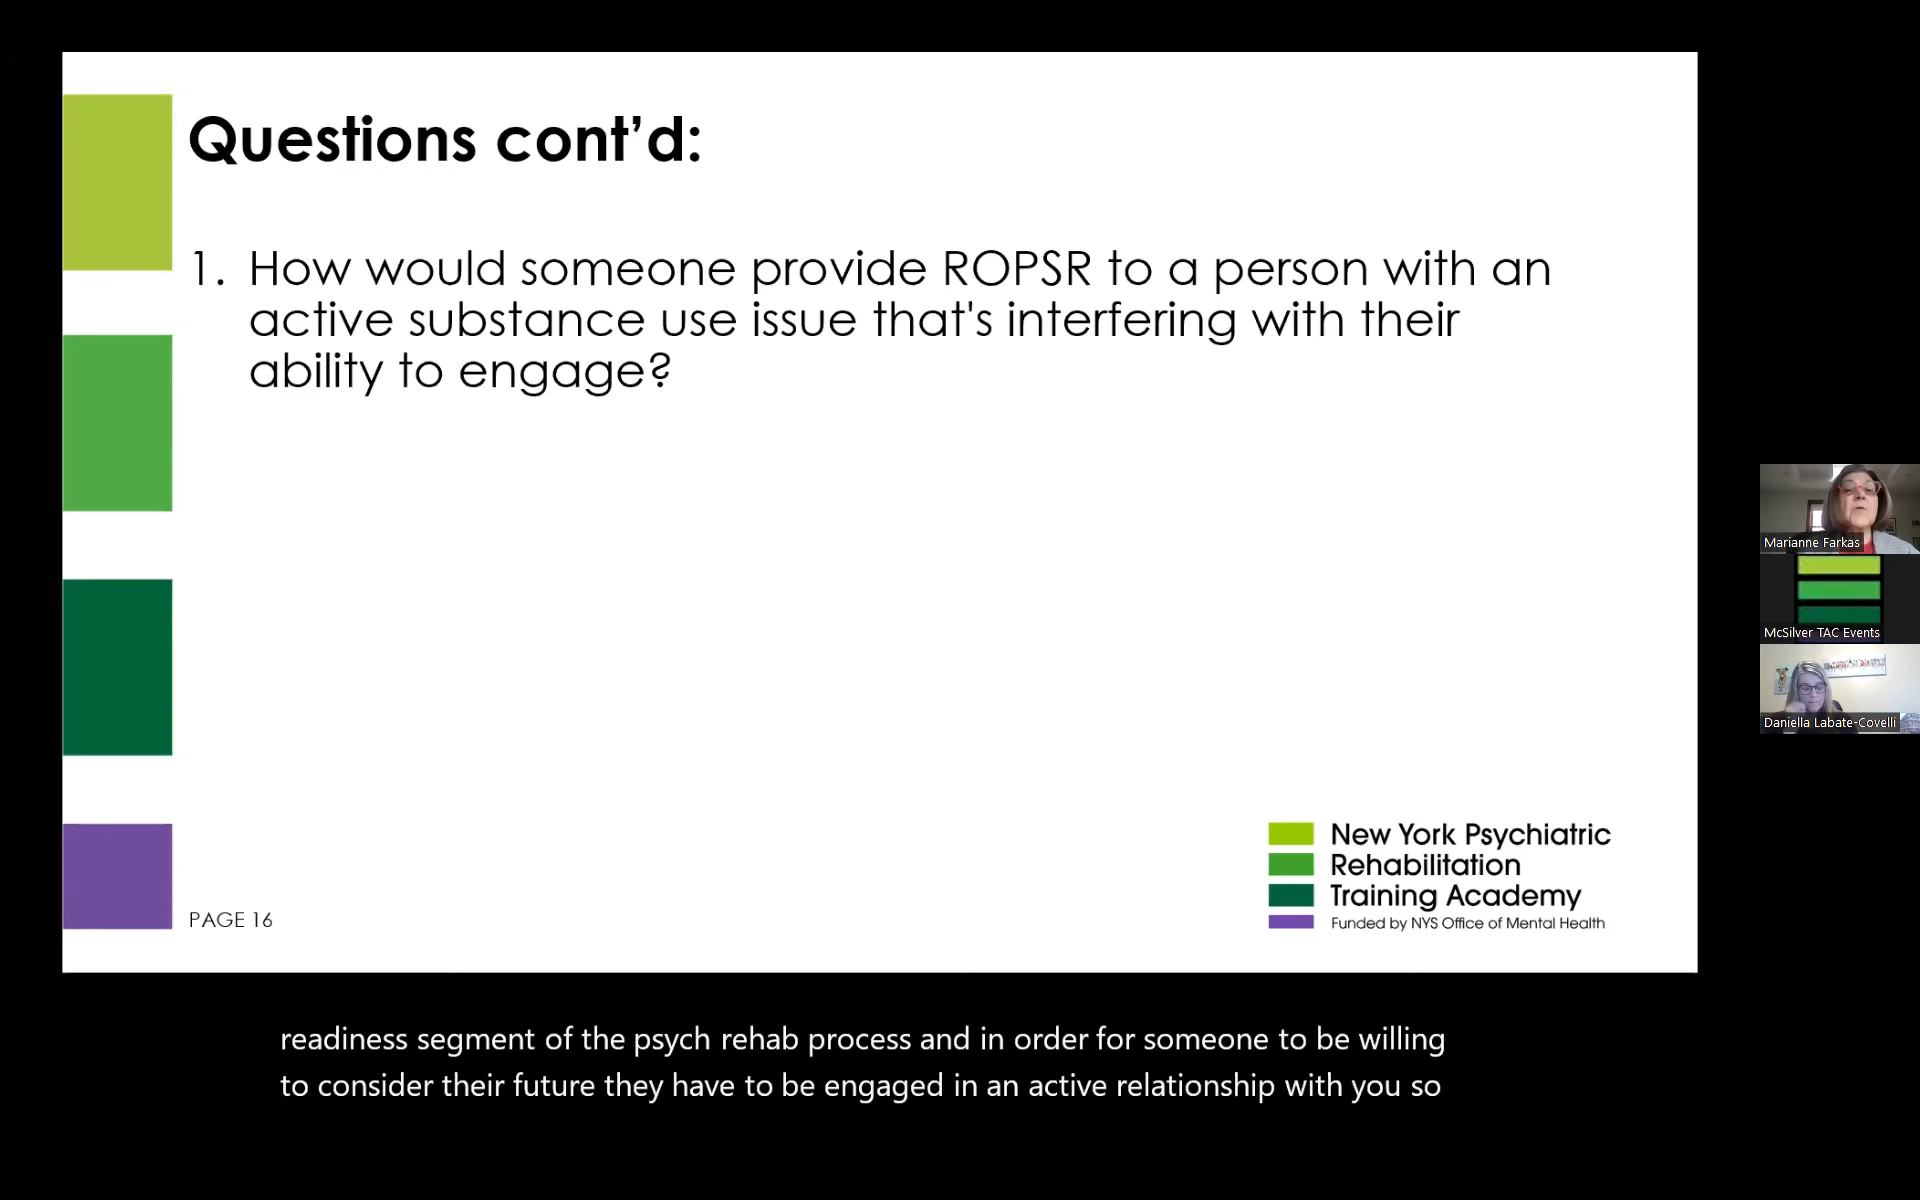 Questions cont’d:
1. How would someone provide ROPSR to a person with an
active substance use issue that's interfering with their
ability to engage?
PAGE 16
New York Psychiatric
Rehabilitation
Training Academy
Funded by NYS Office of Mental Health
Marianne Farkas
McSilver TAC Events
Daniella Labate-Covelli
readiness segment of the psych rehab process and in order for someone to be willing
to consider their future they have to be engaged in an active relationship with you so